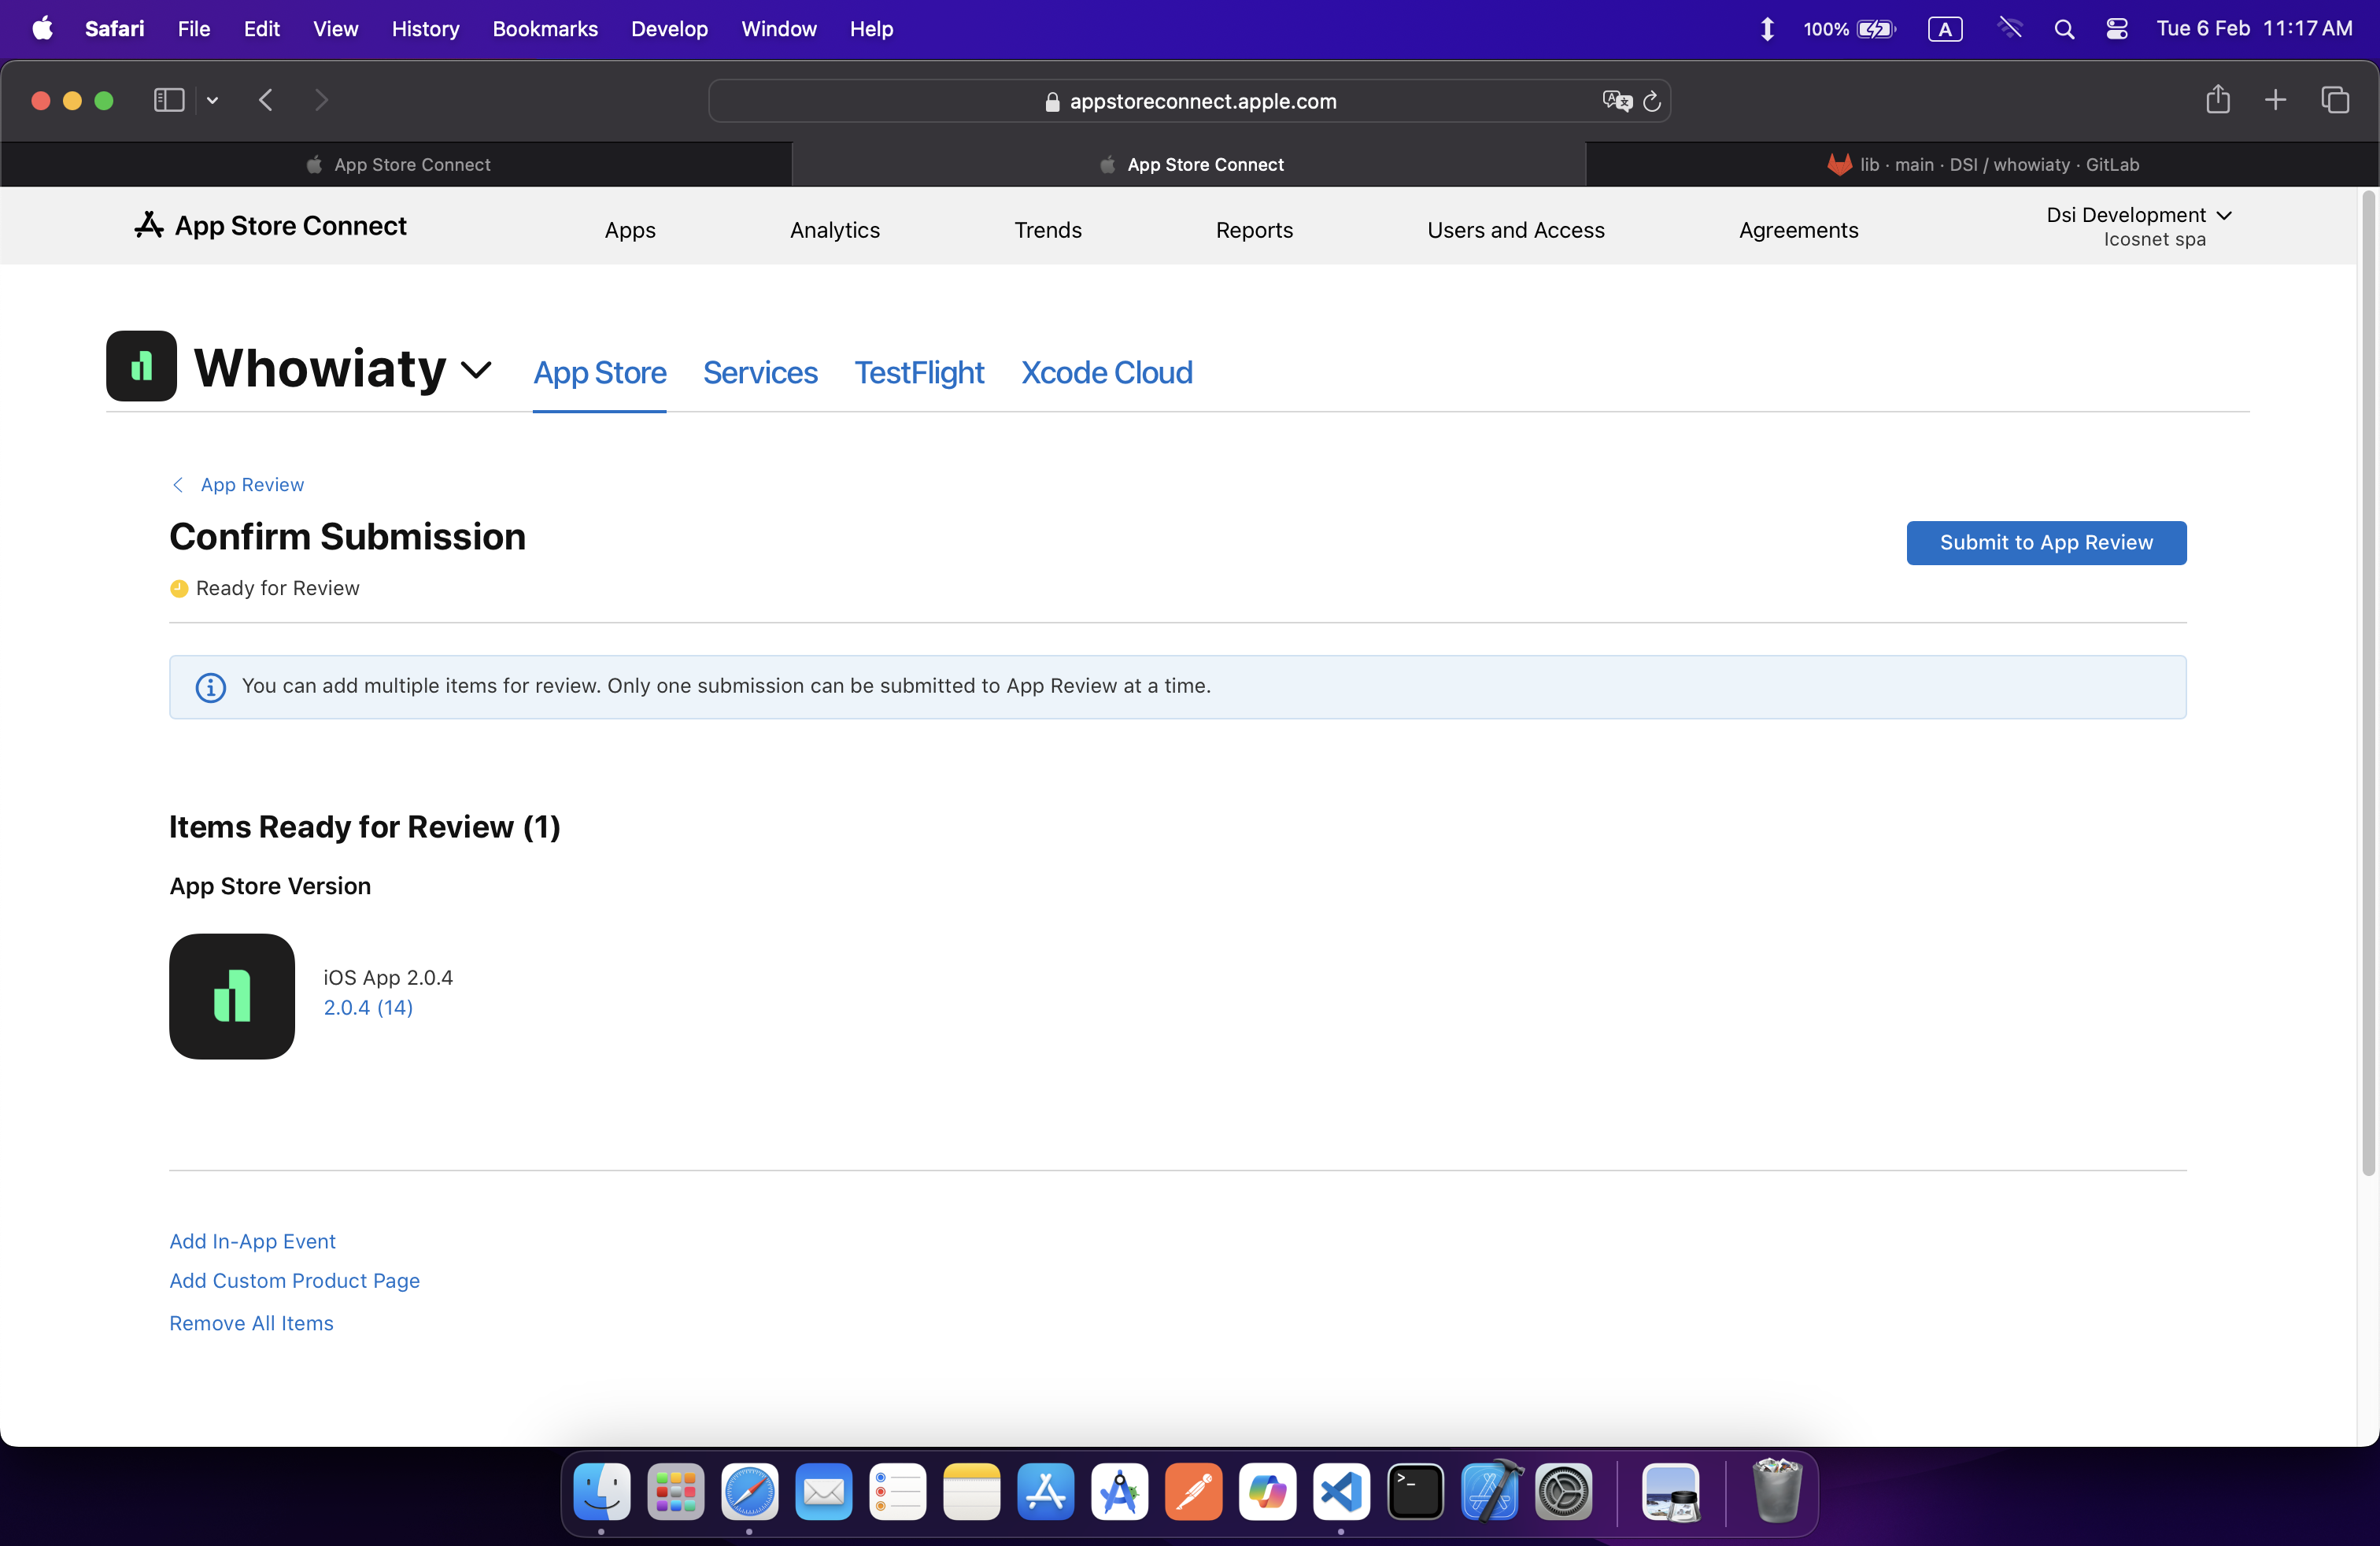 Safari File Edit View History Bookmarks Develop Window Help 100% A Tue 6 Feb 11:17 AM
appstoreconnect.apple.com
App Store Connect App Store Connect lib · main · DSI / whowiaty · GitLab
App Store Connect Apps Analytics Trends Reports Users and Access Agreements Dsi Development
Icosnet spa
Whowiaty App Store Services TestFlight Xcode Cloud
App Review
Confirm Submission
Submit to App Review
Ready for Review
You can add multiple items for review. Only one submission can be submitted to App Review at a time.
Items Ready for Review (1)
App Store Version
iOS App 2.0.4
2.0.4 (14)
Add In-App Event
Add Custom Product Page
Remove All Items